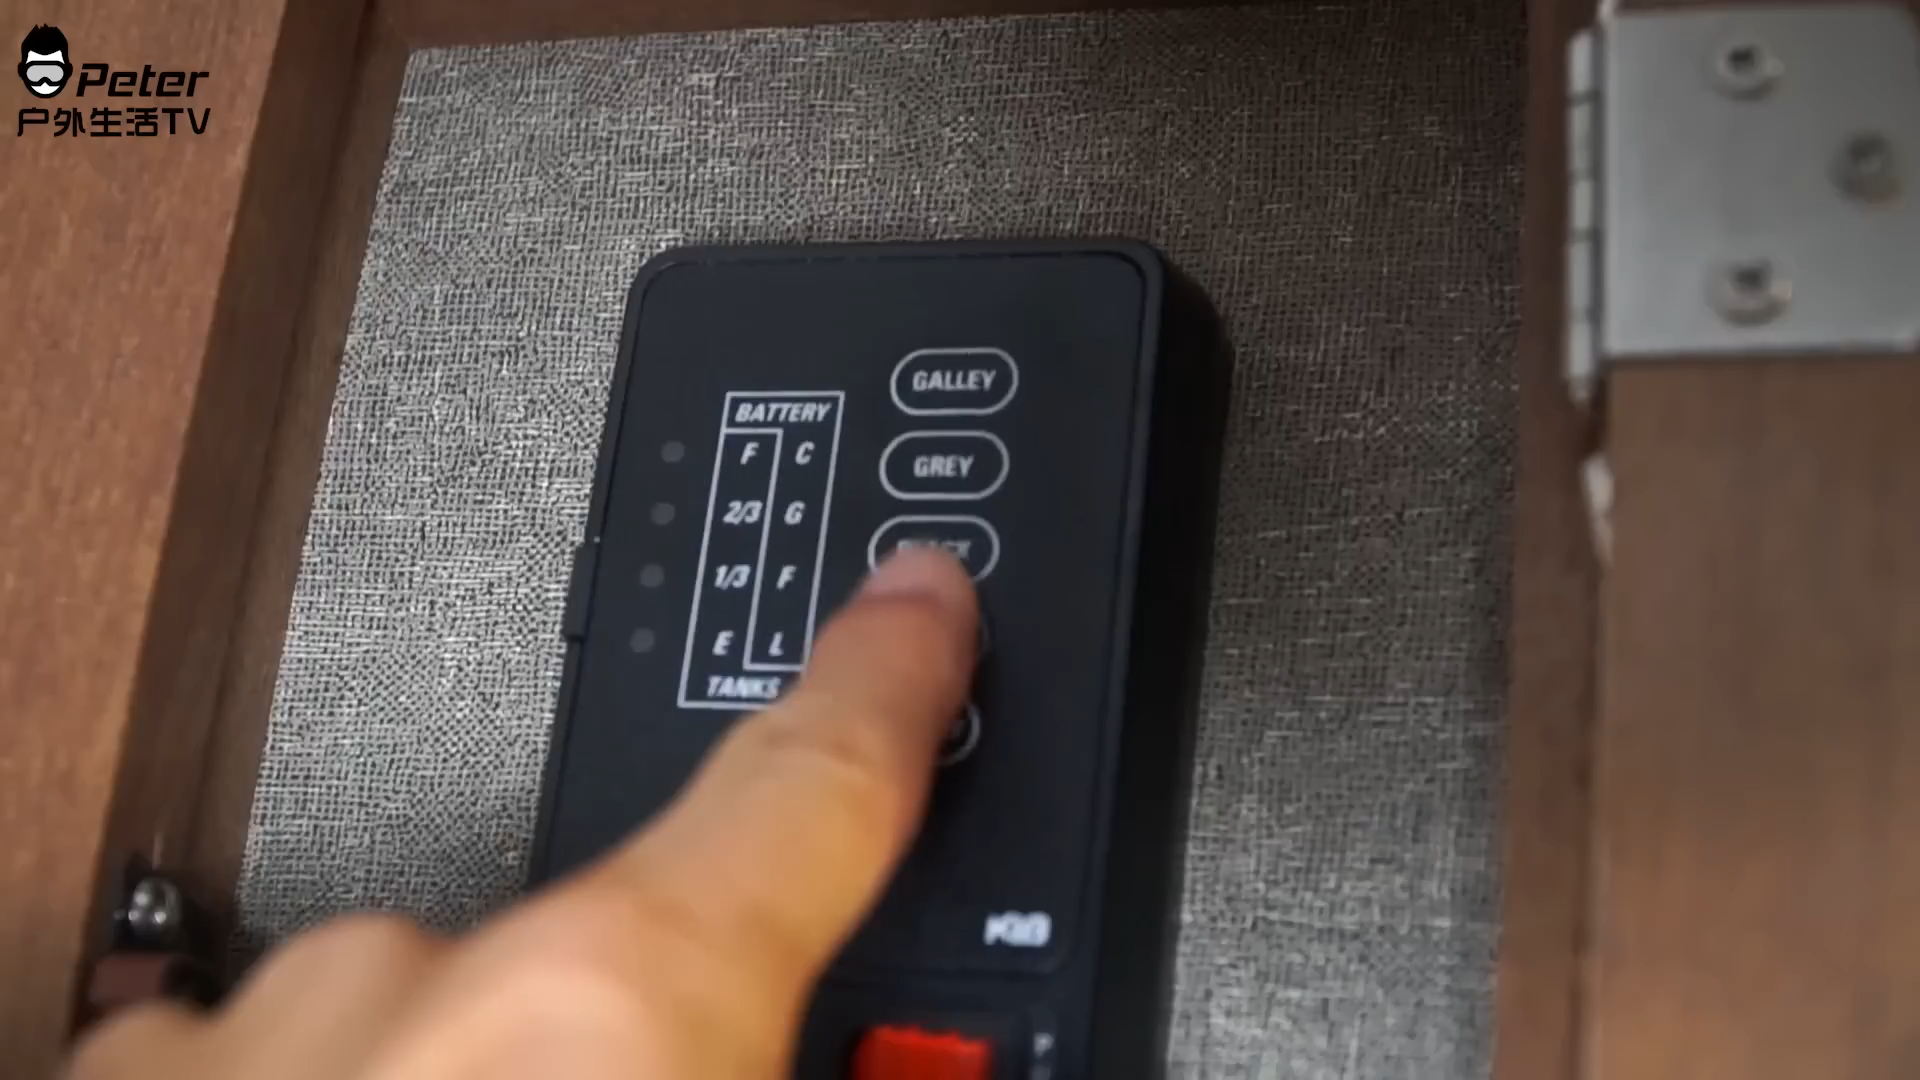 Peter
户外生活TV
GALLEY
BATTERY
F C
GREY
2/3 G
1/3 F
E L
TANKS